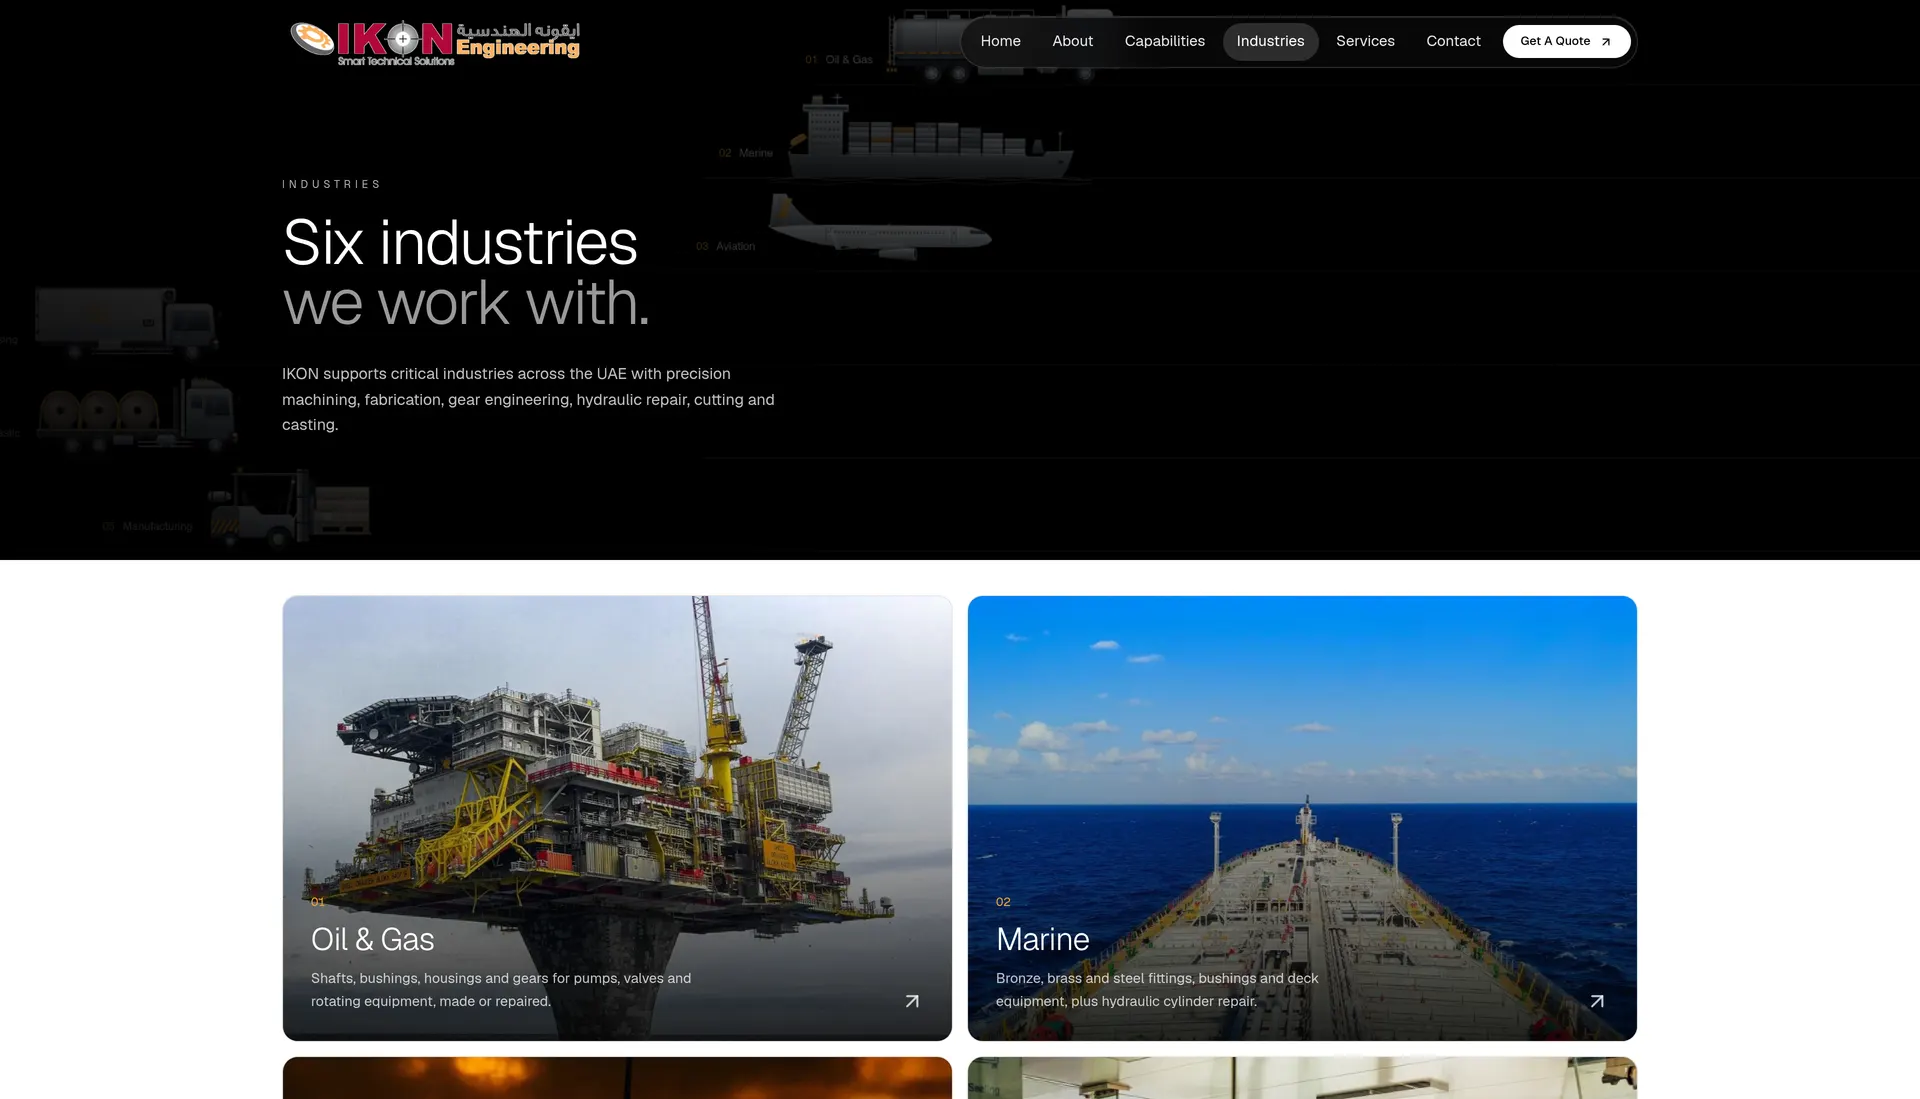 IKON
ايقونه الهندسية
Engineering
Smart Technical Solutions
Home
About
Capabilities
Industries
Services
Contact
Get A Quote
01 Oil & Gas
02 Marine
03 Aviation
INDUSTRIES
Six industries
we work with.
IKON supports critical industries across the UAE with precision
machining, fabrication, gear engineering, hydraulic repair, cutting and
casting.
Manufacturing
01
Oil & Gas
Shafts, bushings, housings and gears for pumps, valves and
rotating equipment, made or repaired.
02
Marine
Bronze, brass and steel fittings, bushings and deck
equipment, plus hydraulic cylinder repair.